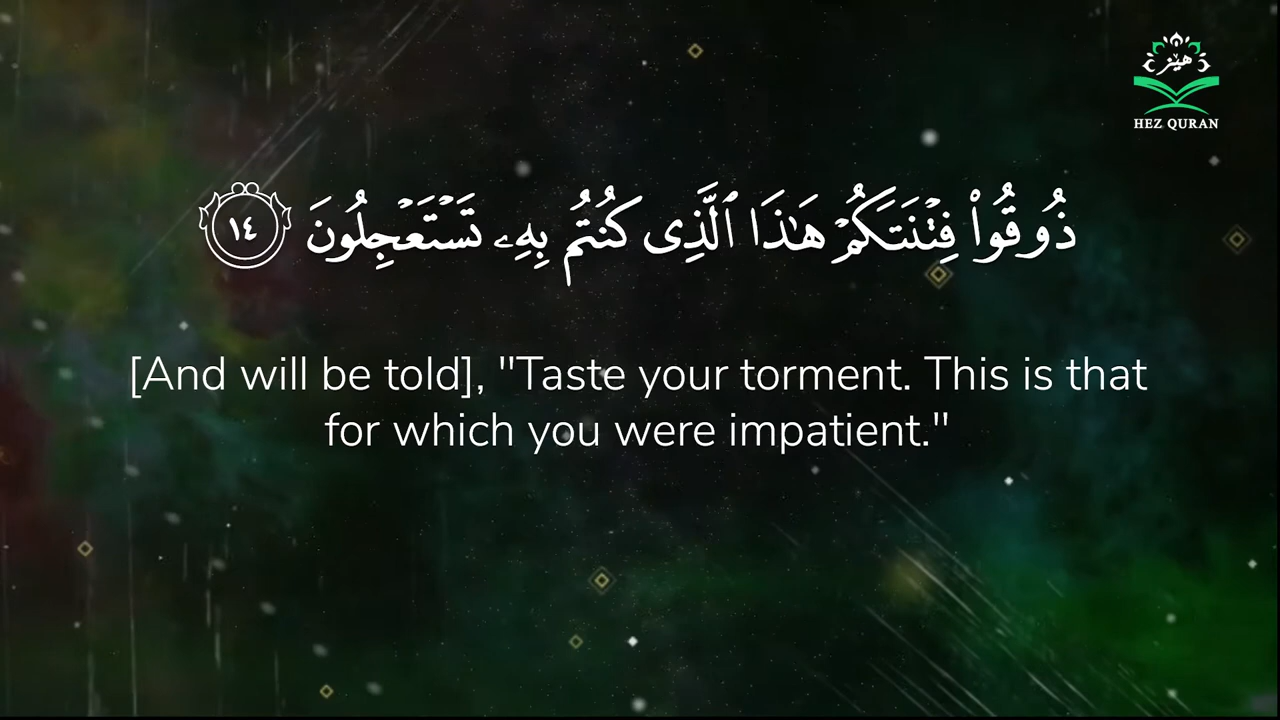 هيز
HEZ QURAN
ذُوقُوا۟ فِتْنَتَكُمْ هَـٰذَا ٱلَّذِى كُنتُم بِهِۦ تَسْتَعْجِلُونَ ١٤
[And will be told], "Taste your torment. This is that
for which you were impatient."